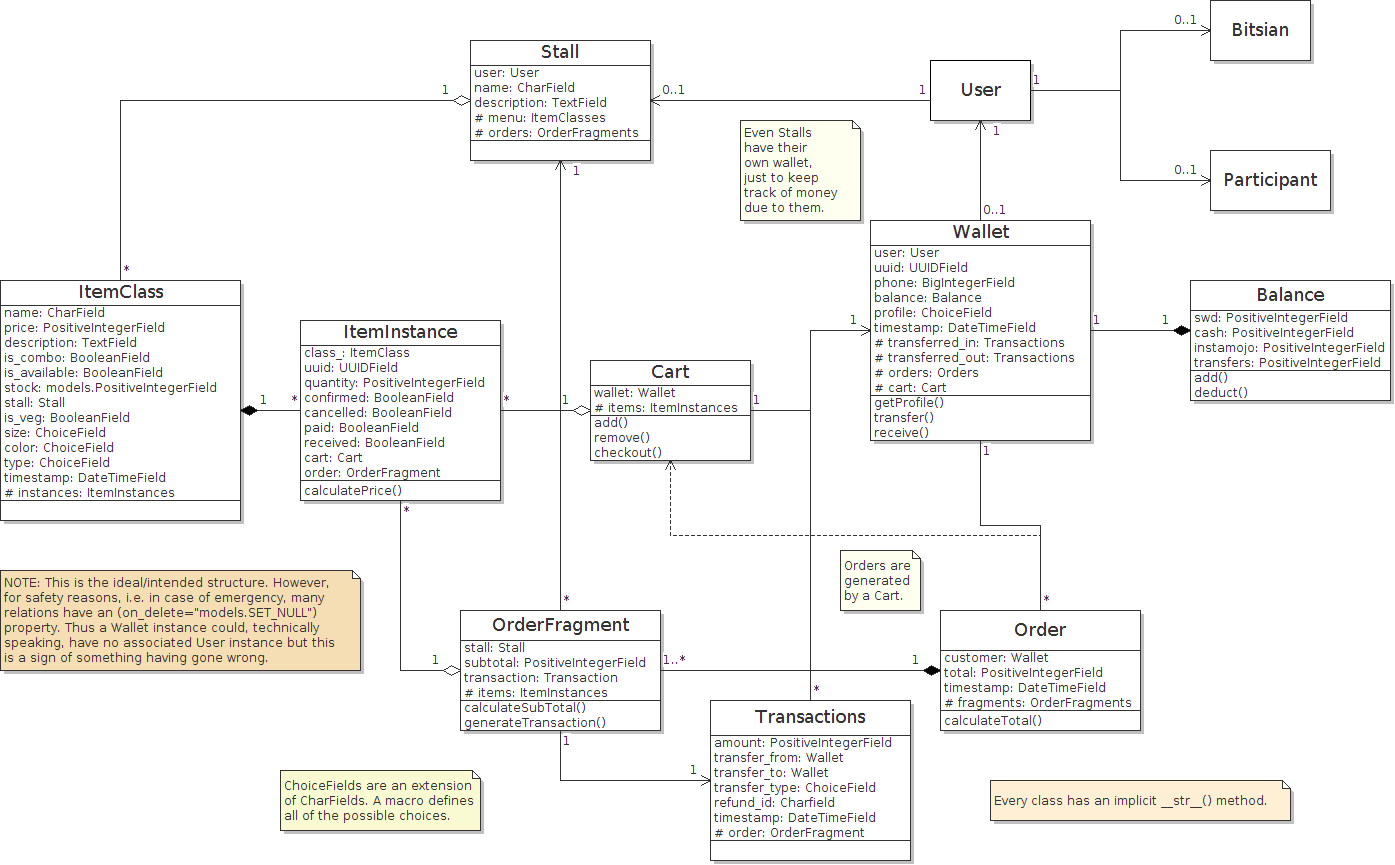 Stall
user: User
name: CharField
description: TextField
# menu: ItemClasses
# orders: OrderFragments
1
0..1
1
1
User
1
1
0..1
Bitsian
0..1
Participant
Even Stalls
have their
own wallet,
just to keep
track of money
due to them.
0..1
Wallet
user: User
uuid: UUIDField
phone: BigIntegerField
balance: Balance
profile: ChoiceField
timestamp: DateTimeField
# transferred_in: Transactions
# transferred_out: Transactions
# orders: Orders
# cart: Cart
getProfile()
transfer()
receive()
1
1
1
1
Balance
swd: PositiveIntegerField
cash: PositiveIntegerField
instamojo: PositiveIntegerField
transfers: PositiveIntegerField
add()
deduct()
*
ItemClass
name: CharField
price: PositiveIntegerField
description: TextField
is_combo: BooleanField
is_available: BooleanField
stock: models.PositiveIntegerField
stall: Stall
is_veg: BooleanField
size: ChoiceField
color: ChoiceField
type: ChoiceField
timestamp: DateTimeField
# instances: ItemInstances
1
*
ItemInstance
class_: ItemClass
uuid: UUIDField
quantity: PositiveIntegerField
confirmed: BooleanField
cancelled: BooleanField
paid: BooleanField
received: BooleanField
cart: Cart
order: OrderFragment
calculatePrice()
*
1
*
Cart
wallet: Wallet
# items: ItemInstances
add()
remove()
checkout()
1
NOTE: This is the ideal/intended structure. However,
for safety reasons, i.e. in case of emergency, many
relations have an (on_delete="models.SET_NULL")
property. Thus a Wallet instance could, technically
speaking, have no associated User instance but this
is a sign of something having gone wrong.
Orders are
generated
by a Cart.
*
1
OrderFragment
stall: Stall
subtotal: PositiveIntegerField
transaction: Transaction
# items: ItemInstances
calculateSubTotal()
generateTransaction()
1..*
1
1
1
*
Order
customer: Wallet
total: PositiveIntegerField
timestamp: DateTimeField
# fragments: OrderFragments
calculateTotal()
*
Transactions
amount: PositiveIntegerField
transfer_from: Wallet
transfer_to: Wallet
transfer_type: ChoiceField
refund_id: Charfield
timestamp: DateTimeField
# order: OrderFragment
ChoiceFields are an extension
of CharFields. A macro defines
all of the possible choices.
Every class has an implicit __str__() method.